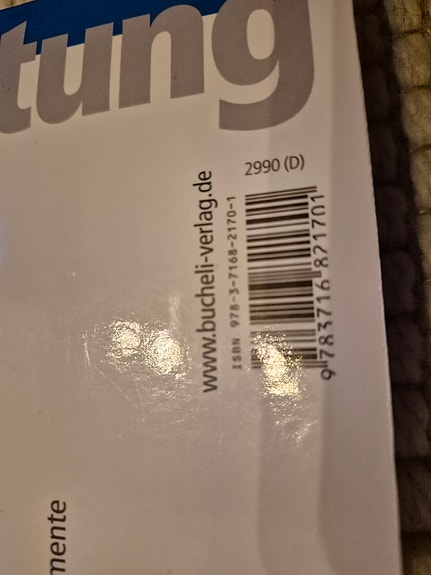 tung
2990 (D)
www.bucheli-verlag.de
ISBN 978-3-7168-2170-1
9 783716 821701
mente